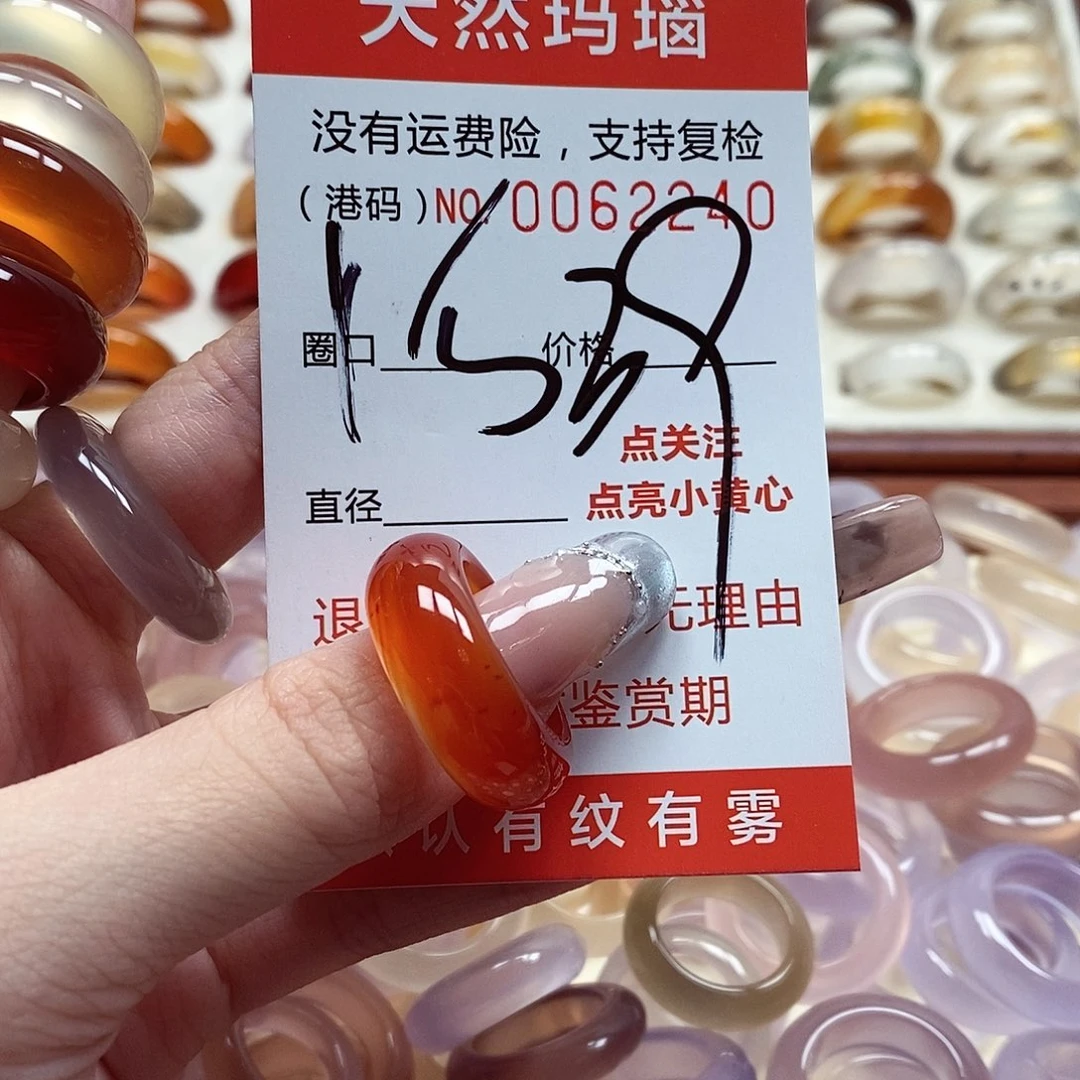 天然玛瑙
没有运费险，支持复检
(港码)NO.0062240
圈口 价格
点关注
直径 点亮小黄心
退 无理由
鉴赏期
认有纹有雾